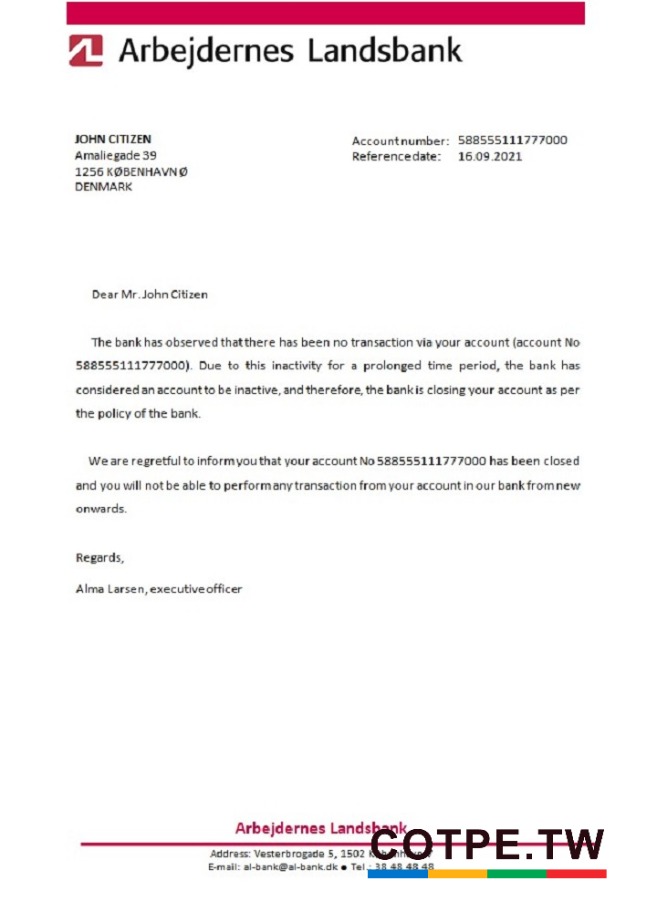 Arbejdernes Landsbank
JOHN CITIZEN
Amaliegade 39
1256 KØBENHAVN Ø
DENMARK
Account number: 588555111777000
Reference date: 16.09.2021
Dear Mr. John Citizen
The bank has observed that there has been no transaction via your account (account No
588555111777000). Due to this inactivity for a prolonged time period, the bank has
considered an account to be inactive, and therefore, the bank is closing your account as per
the policy of the bank.
We are regretful to inform you that your account No 588555111777000 has been closed
and you will not be able to perform any transaction from your account in our bank from new
onwards.
Regards,
Alma Larsen, executive officer
Arbejdernes Landsbank
COTPE.TW
Address: Vesterbrogade 5, 1502
E-mail: al-bank@al-bank.dk ● Tel.: 38 48 48 48